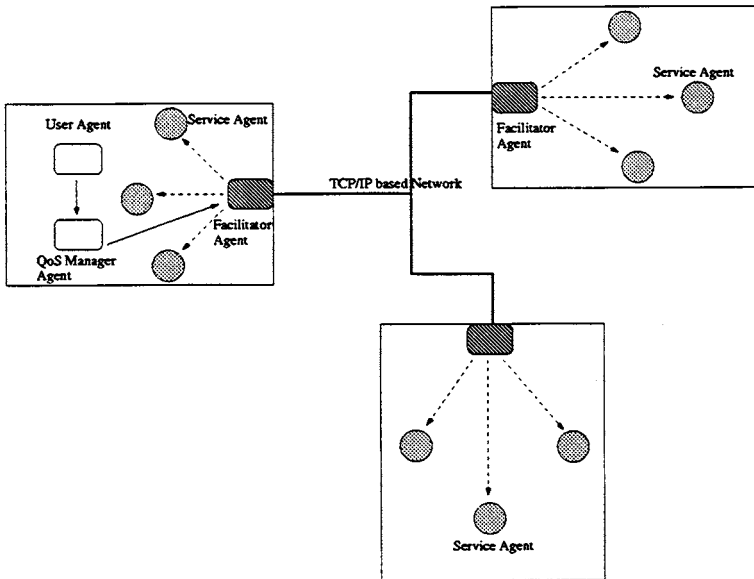 User Agent
Service Agent
QoS Manager
Agent
Facilitator
Agent
TCP/IP based Network
Service Agent
Facilitator
Agent
Service Agent